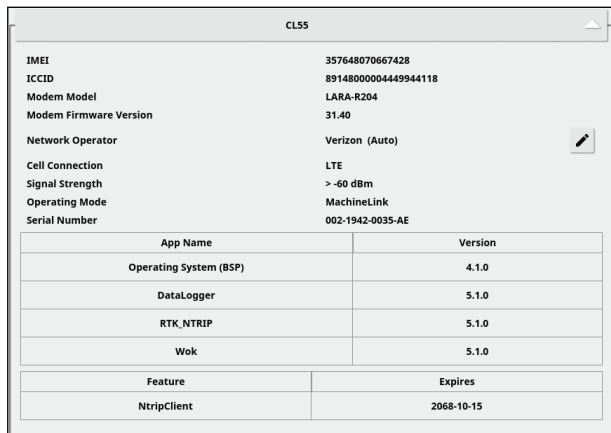 CL55
IMEI 357648070667428
ICCID 89148000004449944118
Modem Model LARA-R204
Modem Firmware Version 31.40
Network Operator Verizon (Auto)
Cell Connection LTE
Signal Strength > -60 dBm
Operating Mode MachineLink
Serial Number 002-1942-0035-AE
App Name Version
Operating System (BSP) 4.1.0
DataLogger 5.1.0
RTK_NTRIP 5.1.0
Wok 5.1.0
Feature Expires
NtripClient 2068-10-15